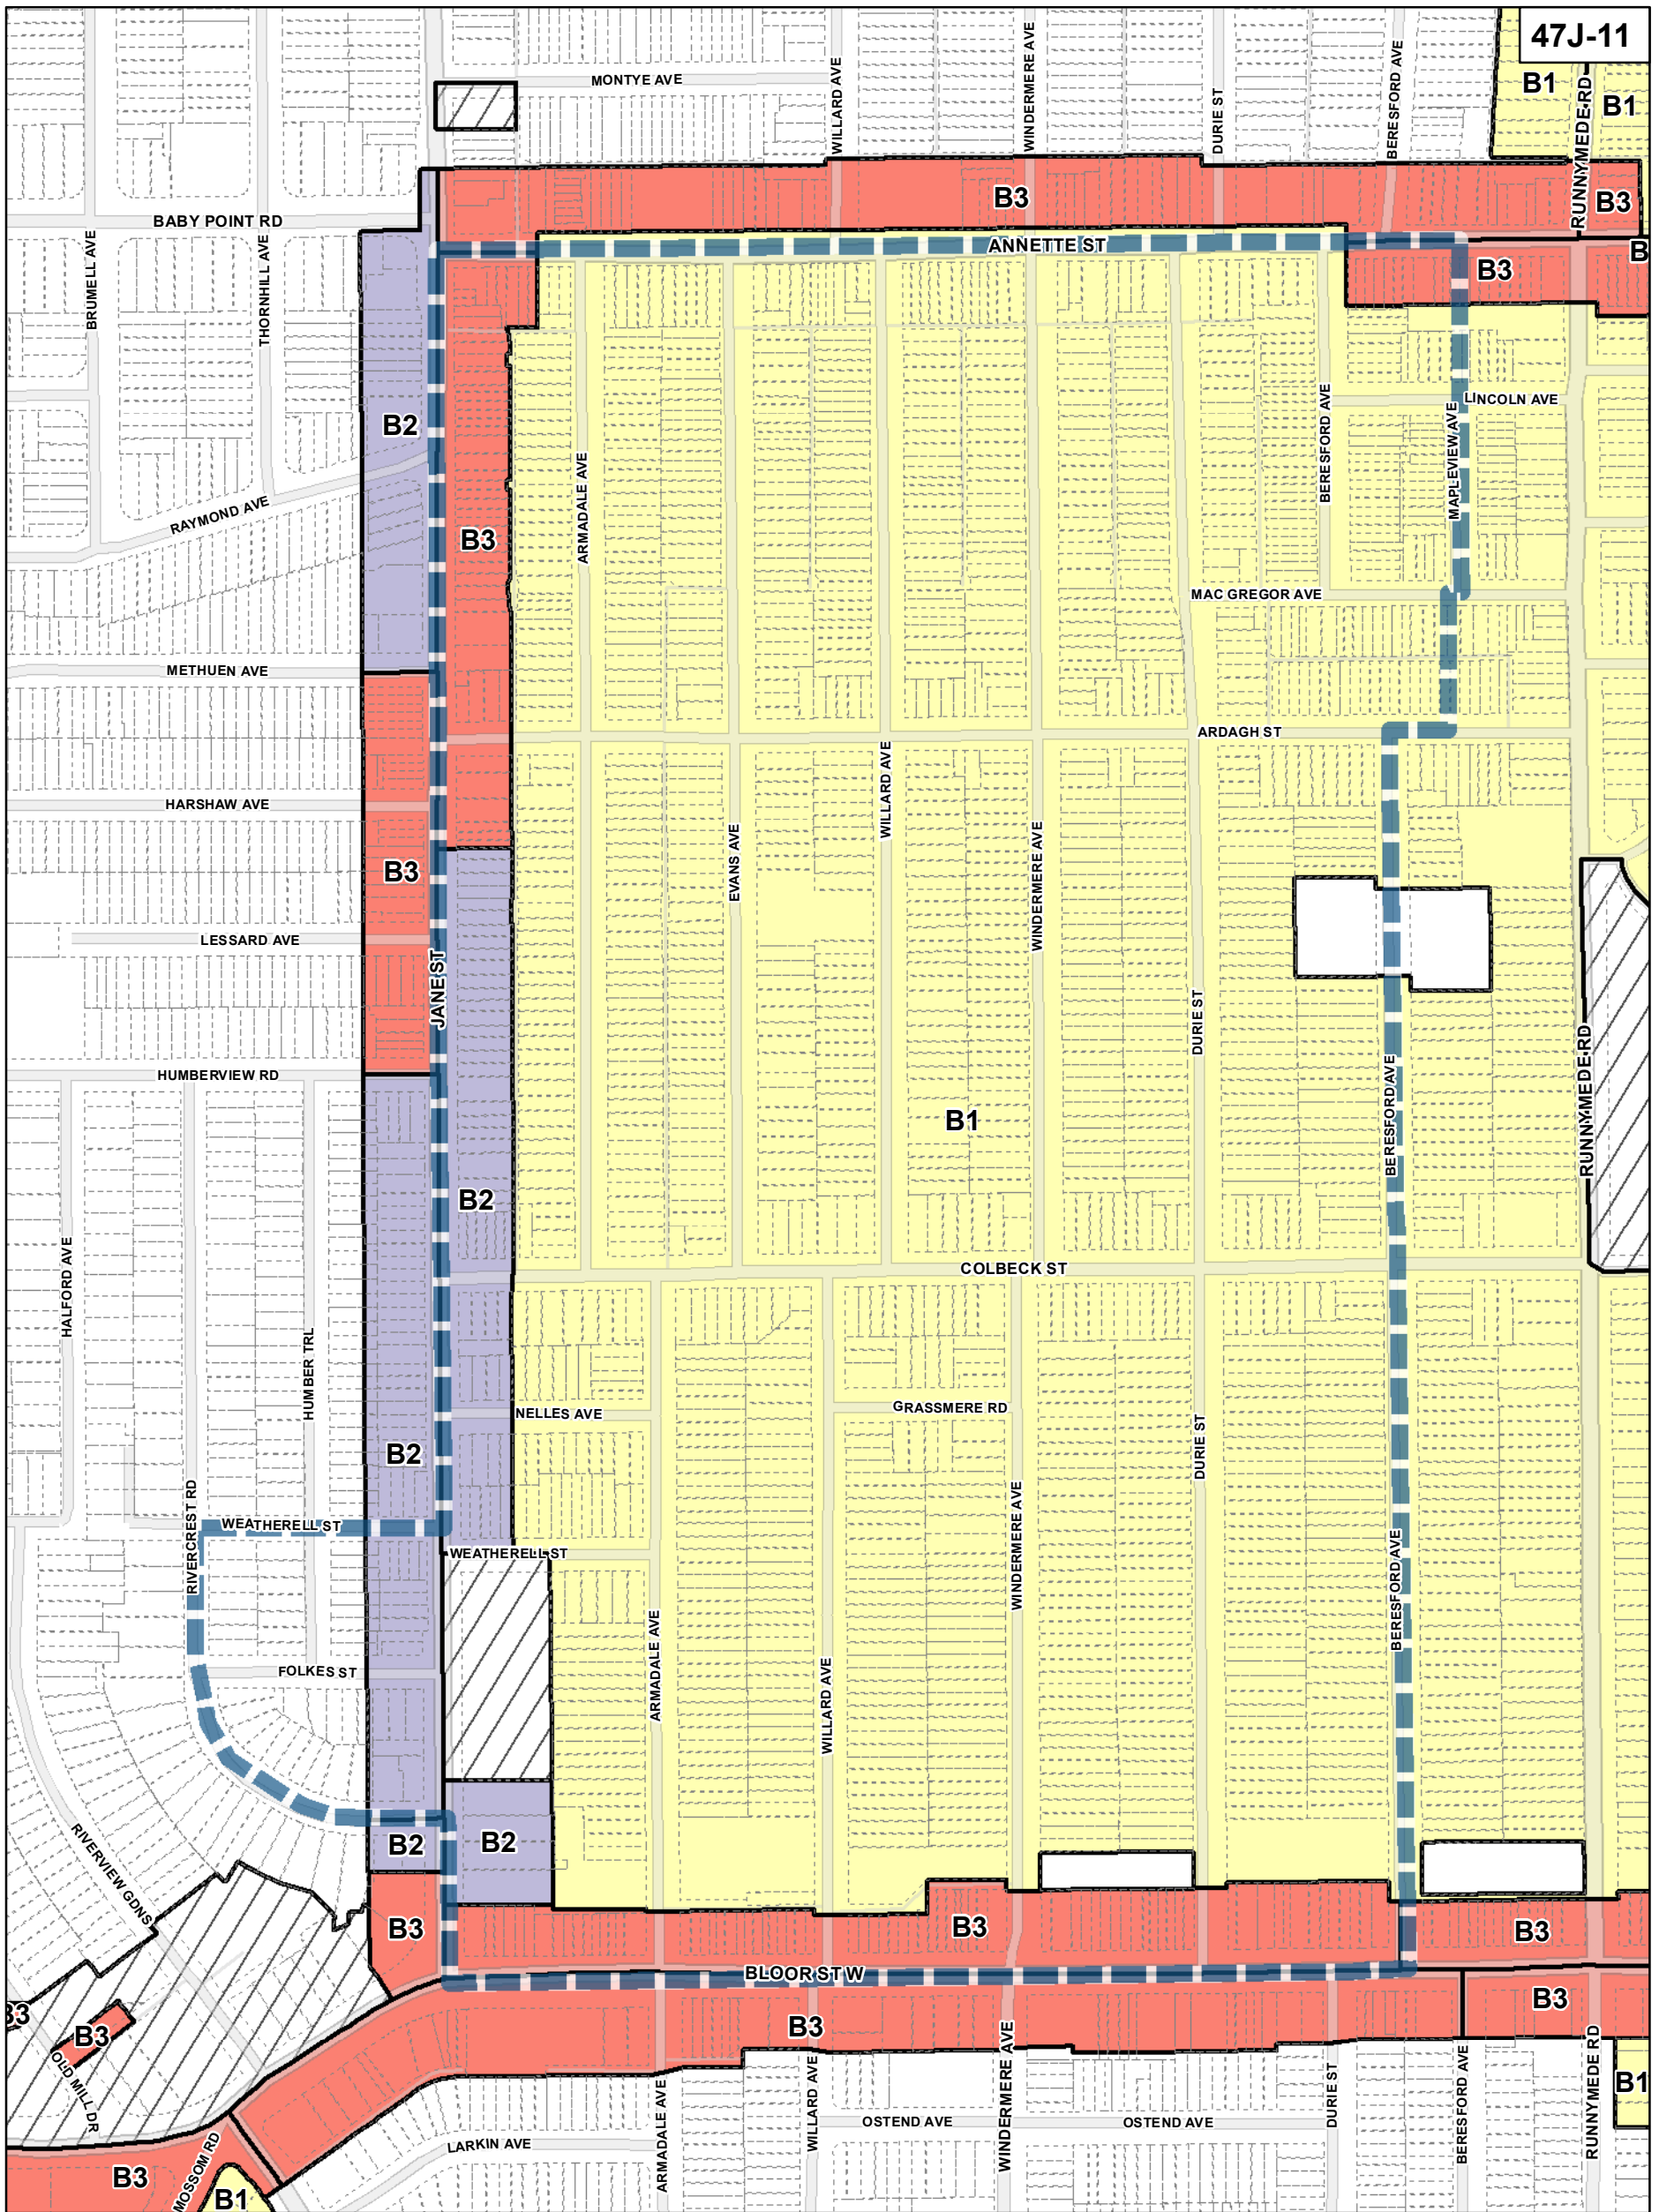 47J-11
MONTYE AVE
WILLARD AVE
WINDERMERE AVE
DURIE ST
BERESFORD AVE
B1
RUNNYMEDE RD
B1
BABY POINT RD
B3
B3
BRUMELL AVE
THORNHILL AVE
ANNETTE ST
B
B3
B2
ARMADALE AVE
BERESFORD AVE
LINCOLN AVE
MAPLEVIEW AVE
RAYMOND AVE
B3
MAC GREGOR AVE
METHUEN AVE
ARDAGH ST
HARSHAW AVE
WILLARD AVE
EVANS AVE
WINDERMERE AVE
B3
LESSARD AVE
JANE ST
DURIE ST
HUMBERVIEW RD
BERESFORD AVE
RUNNYMEDE RD
B1
B2
COLBECK ST
HALFORD AVE
HUMBER TRL
NELLES AVE
GRASSMERE RD
B2
DURIE ST
WEATHERELL ST
RIVERCREST RD
WEATHERELL ST
WINDERMERE AVE
BERESFORD AVE
FOLKES ST
ARMADALE AVE
WILLARD AVE
B2
B2
RIVERVIEW GDNS
B3
B3
B3
BLOOR ST W
B3
B3
B3
B3
OLD MILL DR
WINDERMERE AVE
ARMADALE AVE
WILLARD AVE
DURIE ST
BERESFORD AVE
RUNNYMEDE RD
B1
OSTEND AVE
OSTEND AVE
LARKIN AVE
B3
MOSSOM RD
B1